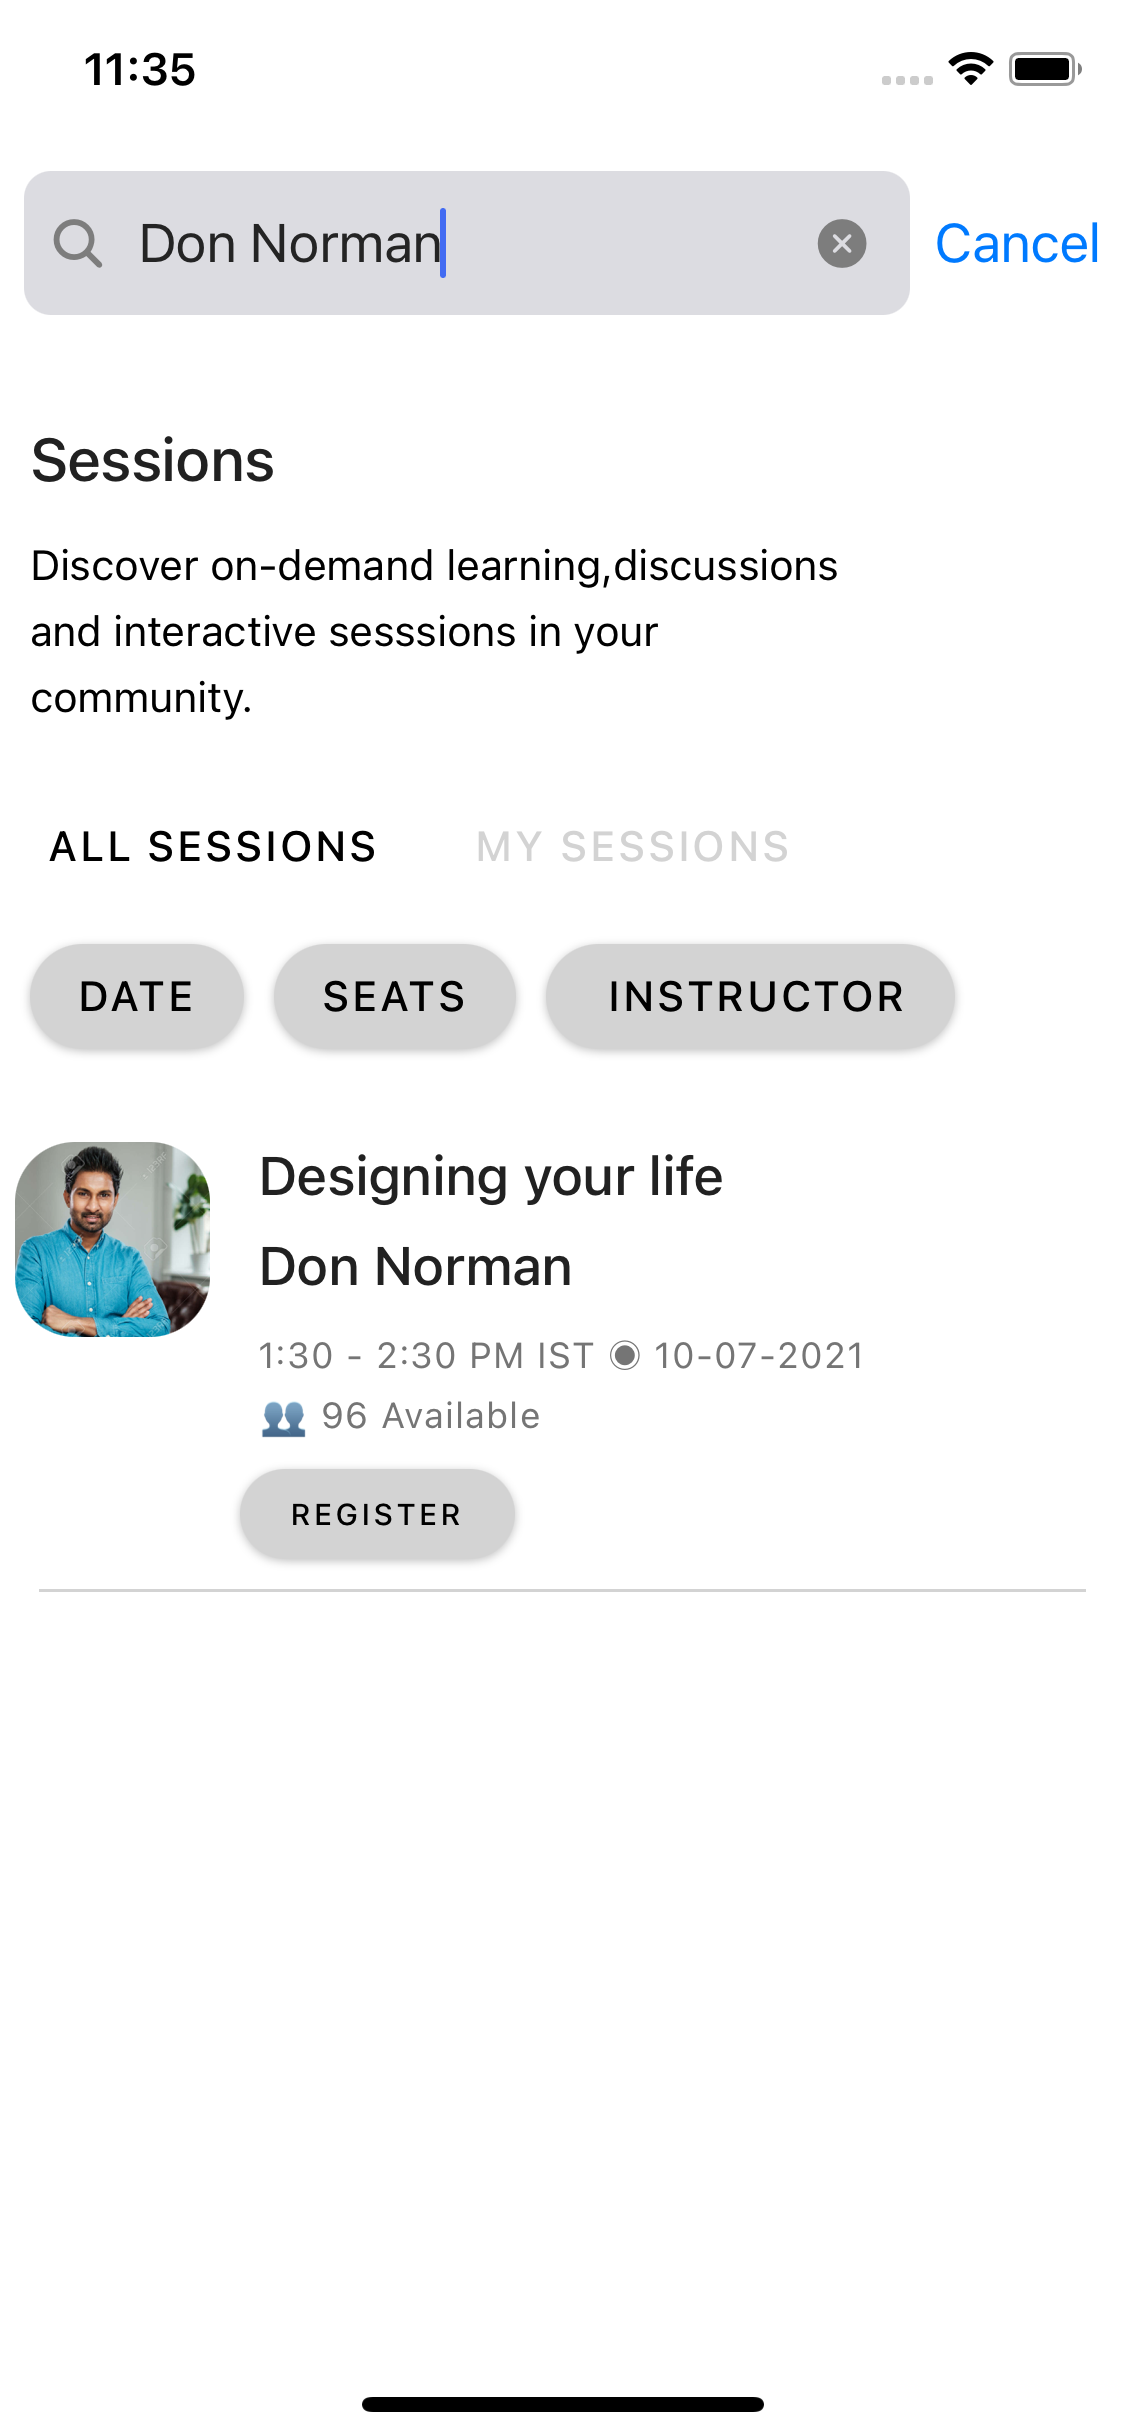 11:35
Don Norman
Cancel
Sessions
Discover on-demand learning,discussions
and interactive sesssions in your
community.
ALL SESSIONS
MY SESSIONS
DATE
SEATS
INSTRUCTOR
Designing your life
Don Norman
1:30 - 2:30 PM IST ◉ 10-07-2021
👥 96 Available
REGISTER